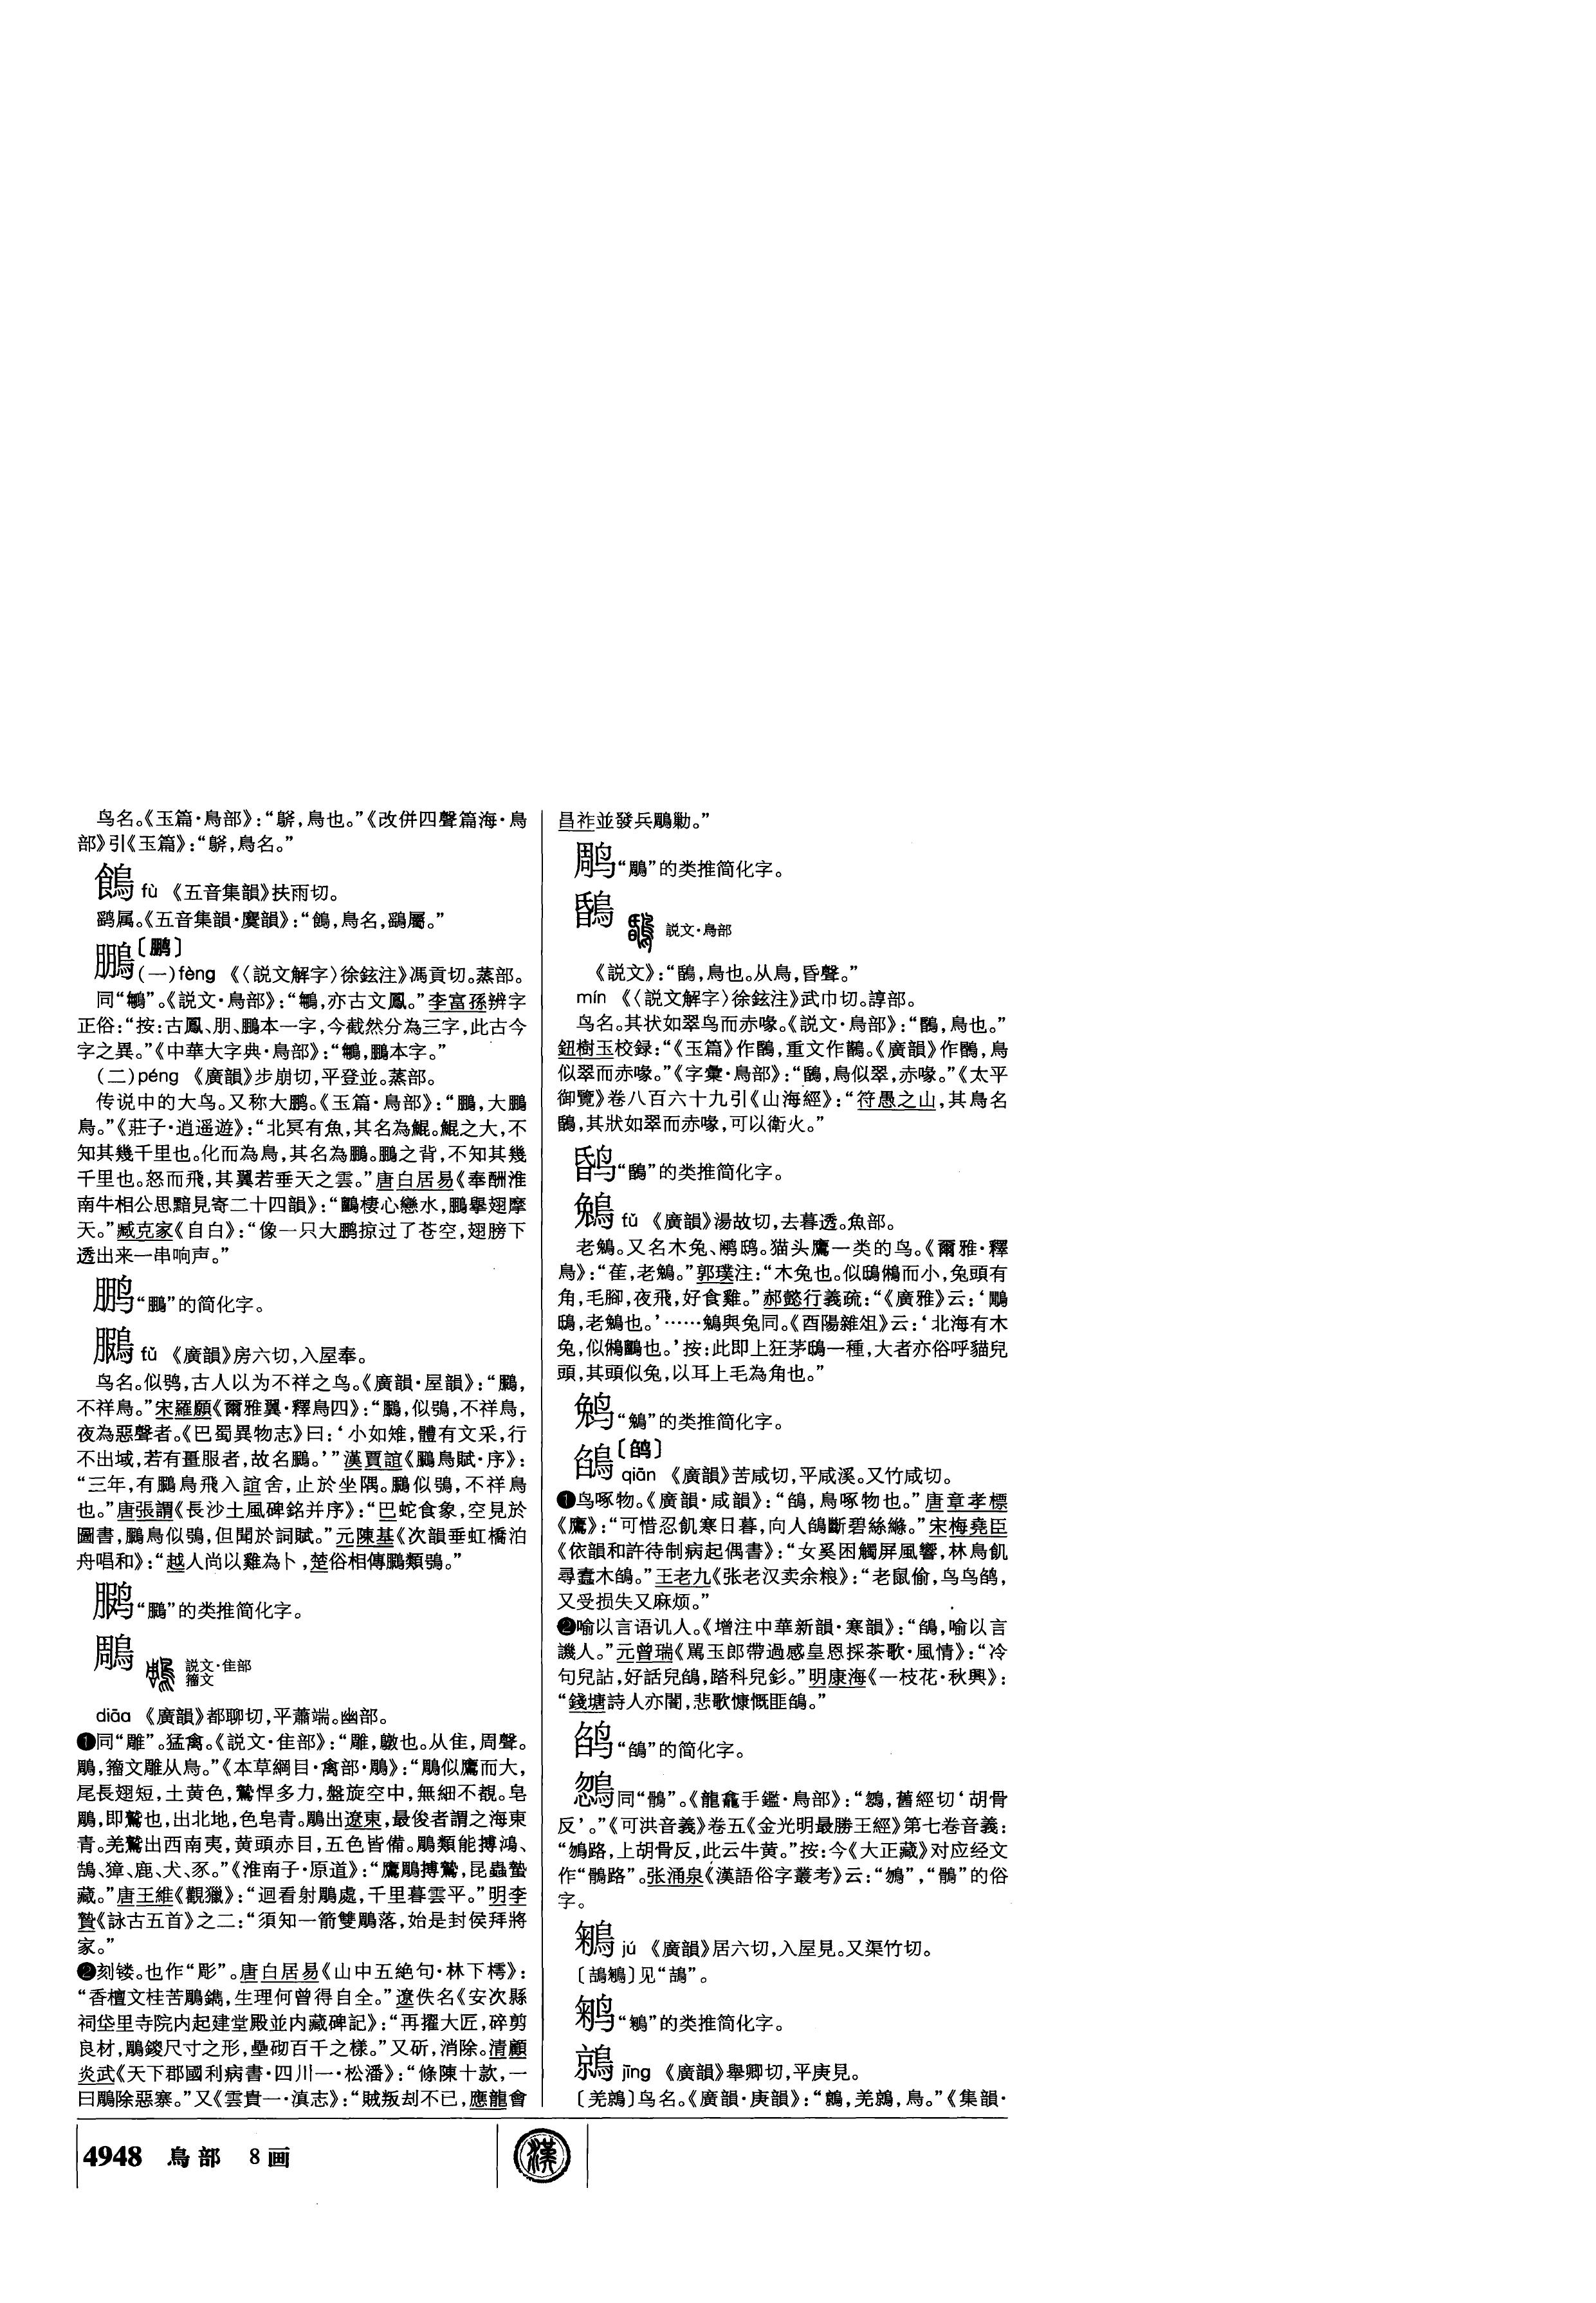 鸟名。《玉篇·鳥部》：“䴙，鳥也。”《改併四聲篇海·鳥
部》引《玉篇》：“䴙，鳥名。”
fù 《五音集韻》扶雨切。
鹞属。《五音集韻·麌韻》：“，鳥名，鷂屬。”
鵬〔鹏〕
(一)fèng 《〈説文解字〉徐鉉注》馮貢切。蒸部。
同“”。《説文·鳥部》：“，亦古文鳳。”李富孫辨字
正俗：“按：古鳳、朋、鵬本一字，今截然分為三字，此古今
字之異。”《中華大字典·鳥部》：“，鵬本字。”
(二)péng 《廣韻》步崩切，平登並。蒸部。
传说中的大鸟。又称大鹏。《玉篇·鳥部》：“鵬，大鵬
鳥。”《莊子·逍遥遊》：“北冥有魚，其名為鯤。鯤之大，不
知其幾千里也。化而為鳥，其名為鵬。鵬之背，不知其幾
千里也。怒而飛，其翼若垂天之雲。”唐白居易《奉酬淮
南牛相公思黯見寄二十四韻》：“鷗棲心戀水，鵬舉翅摩
天。”臧克家《自白》：“像一只大鹏掠过了苍空，翅膀下
透出来一串响声。”
鹏“鵬”的简化字。
鵩 fǔ 《廣韻》房六切，入屋奉。
鸟名。似鸮，古人以为不祥之鸟。《廣韻·屋韻》：“鵩，
不祥鳥。”宋羅願《爾雅翼·釋鳥四》：“鵩，似鴞，不祥鳥，
夜為惡聲者。《巴蜀異物志》曰：‘小如雉，體有文采，行
不出域，若有畺服者，故名鵩。’”漢賈誼《鵩鳥賦·序》：
“三年，有鵩鳥飛入誼舍，止於坐隅。鵩似鴞，不祥鳥
也。”唐張謂《長沙土風碑銘并序》：“巴蛇食象，空見於
圖書，鵩鳥似鴞，但聞於詞賦。”元陳基《次韻垂虹橋泊
舟唱和》：“越人尚以雞為卜，楚俗相傳鵩類鴞。”
“鵩”的类推简化字。
鵰 説文·隹部
籀文
diāo 《廣韻》都聊切，平蕭端。幽部。
❶同“雕”。猛禽。《説文·隹部》：“雕，也。从隹，周聲。
鵰，籀文雕从鳥。”《本草綱目·禽部·鵰》：“鵰似鷹而大，
尾長翅短，土黄色，鷙悍多力，盤旋空中，無細不覩。皂
鵰，即鷲也，出北地，色皂青。鵰出遼東，最俊者謂之海東
青。羌鷲出西南夷，黄頭赤目，五色皆備。鵰類能搏鴻、
鵠、獐、鹿、犬、豕。”《淮南子·原道》：“鷹鵰搏鷙，昆蟲蟄
藏。”唐王維《觀獵》：“迴看射鵰處，千里暮雲平。”明李
贄《詠古五首》之二：“須知一箭雙鵰落，始是封侯拜將
家。”
❷刻镂。也作“彫”。唐白居易《山中五絶句·林下樗》：
“香檀文桂苦鵰鐫，生理何曾得自全。”遼佚名《安次縣
祠垡里寺院内起建堂殿並内藏碑記》：“再擢大匠，碎剪
良材，鵰鎪尺寸之形，壘砌百千之樣。”又斫，消除。清顧
炎武《天下郡國利病書·四川一·松潘》：“條陳十款，一
曰鵰除惡寨。”又《雲貴一·滇志》：“賊叛刦不已，應龍會
昌祚並發兵鵰勦。”
“鵰”的类推简化字。
鶛 説文·鳥部
《説文》：“，鳥也。从鳥，昏聲。”
mín 《〈説文解字〉徐鉉注》武巾切。諄部。
鸟名。其状如翠鸟而赤喙。《説文·鳥部》：“，鳥也。”
鈕樹玉校録：“《玉篇》作，重文作。《廣韻》作，鳥
似翠而赤喙。”《字彙·鳥部》：“，鳥似翠，赤喙。”《太平
御覽》卷八百六十九引《山海經》：“符愚之山，其鳥名
，其狀如翠而赤喙，可以衛火。”
“”的类推简化字。
鵵 fǔ 《廣韻》湯故切，去暮透。魚部。
老鵵。又名木兔、鸺鸱。猫头鹰一类的鸟。《爾雅·釋
鳥》：“萑，老鵵。”郭璞注：“木兔也。似鴟鵂而小，兔頭有
角，毛腳，夜飛，好食雞。”郝懿行義疏：“《廣雅》云：‘鵰
鴟，老鵵也。’……鵵與兔同。《酉陽雜俎》云：‘北海有木
兔，似鵂鶹也。’按：此即上狂茅鴟一種，大者亦俗呼貓兒
頭，其頭似兔，以耳上毛為角也。”
“鵵”的类推简化字。
鵮〔鹐〕
qiān 《廣韻》苦咸切，平咸溪。又竹咸切。
❶鸟啄物。《廣韻·咸韻》：“鵮，鳥啄物也。”唐章孝標
《鷹》：“可惜忍飢寒日暮，向人鵮斷碧絲絛。”宋梅堯臣
《依韻和許待制病起偶書》：“女奚困觸屏風響，林鳥飢
尋蠹木鵮。”王老九《张老汉卖余粮》：“老鼠偷，鸟鸟鹐，
又受损失又麻烦。”
❷喻以言语讥人。《增注中華新韻·寒韻》：“鵮，喻以言
譏人。”元曾瑞《駡玉郎帶過感皇恩採茶歌·風情》：“冷
句兒詀，好話兒鵮，踏科兒釤。”明康海《一枝花·秋興》：
“錢塘詩人亦闇，悲歌慷慨匪鵮。”
鹐“鵮”的简化字。
同“鶻”。《龍龕手鑑·鳥部》：“，舊經切‘胡骨
反’。”《可洪音義》卷五《金光明最勝王經》第七卷音義：
“路，上胡骨反，此云牛黄。”按：今《大正藏》对应经文
作“鶻路”。张涌泉《漢語俗字叢考》云：“”，“鶻”的俗
字。
鵴 jú 《廣韻》居六切，入屋見。又渠竹切。
〔鴶鵴〕见“鴶”。
“鵴”的类推简化字。
鶁 jīng 《廣韻》舉卿切，平庚見。
〔羌鶁〕鸟名。《廣韻·庚韻》：“鶁，羌鶁，鳥。”《集韻·
4948 鳥部 8画
漢